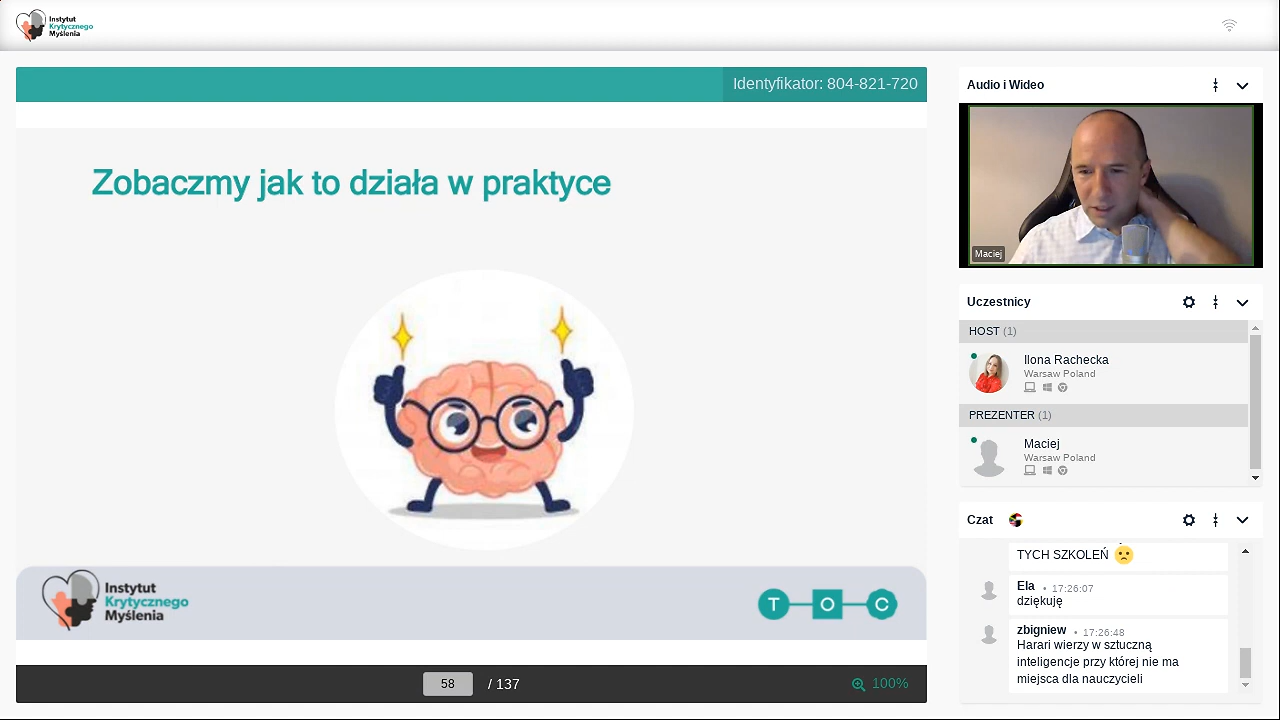 Instytut
Krytycznego
Myślenia
Identyfikator: 804-821-720
Zobaczmy jak to działa w praktyce
Instytut
Krytycznego
Myślenia
T O C
58 / 137
100%
Audio i Wideo
Maciej
Uczestnicy
HOST (1)
Ilona Rachecka
Warsaw Poland
PREZENTER (1)
Maciej
Warsaw Poland
Czat
TYCH SZKOLEŃ
Ela • 17:26:07
dziękuję
zbigniew • 17:26:48
Harari wierzy w sztuczną
inteligencje przy której nie ma
miejsca dla nauczycieli